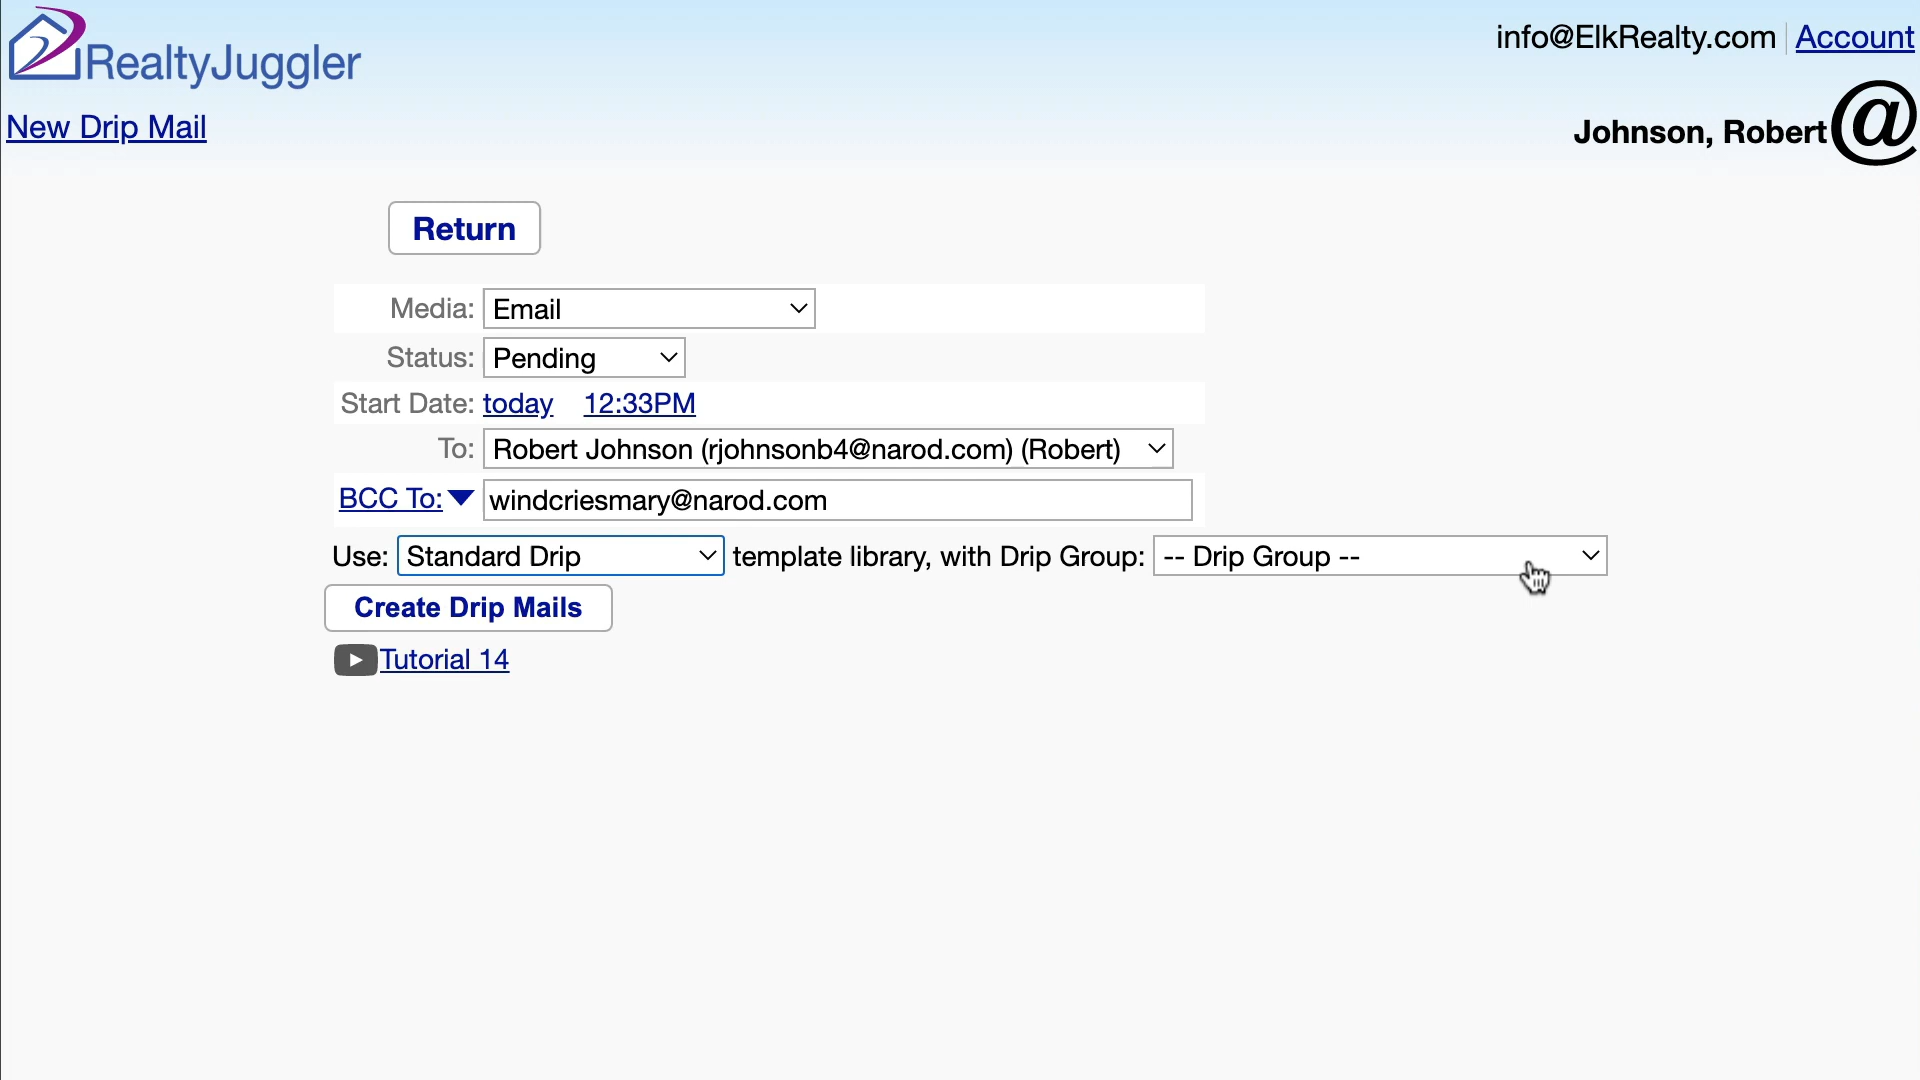 RealtyJuggler
info@ElkRealty.com Account
New Drip Mail
Johnson, Robert @
Return
Media: Email
Status: Pending
Start Date: today 12:33PM
To: Robert Johnson (rjohnsonb4@narod.com) (Robert)
BCC To: windcriesmary@narod.com
Use: Standard Drip template library, with Drip Group: -- Drip Group --
Create Drip Mails
Tutorial 14